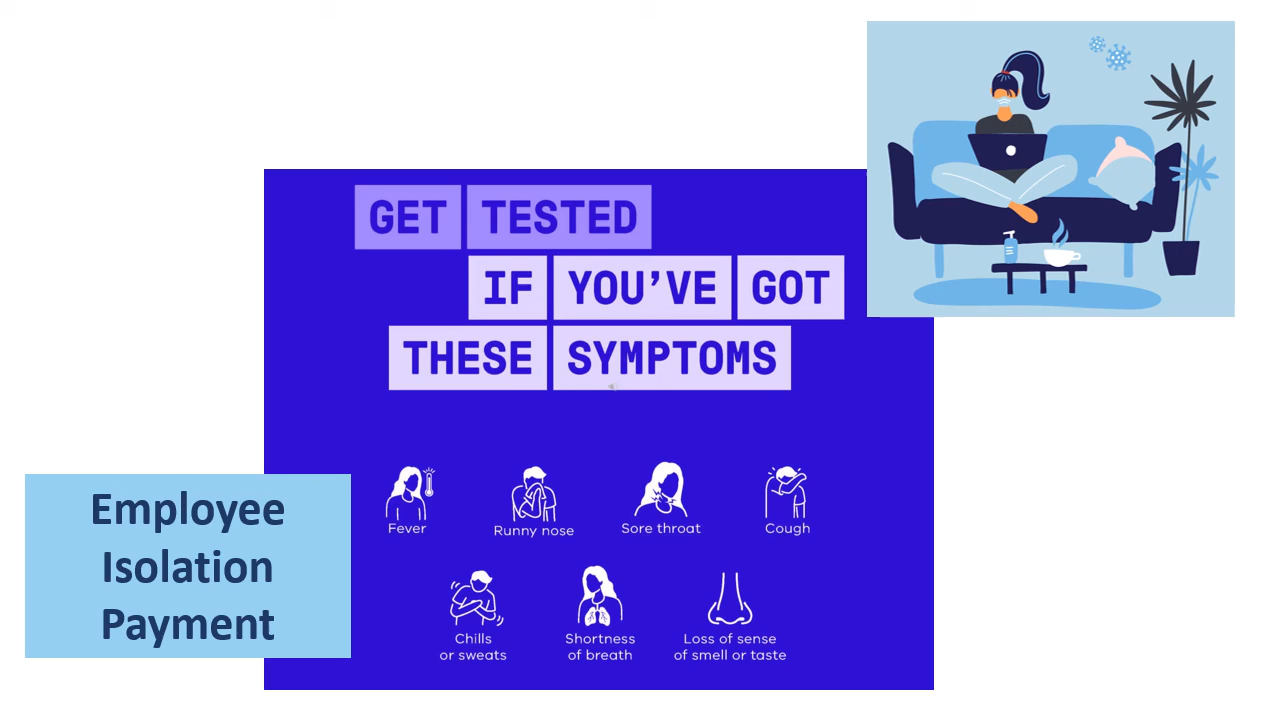 GET TESTED
IF YOU'VE GOT
THESE SYMPTOMS
Fever
Runny nose
Sore throat
Cough
Chills
or sweats
Shortness
of breath
Loss of sense
of smell or taste
Employee
Isolation
Payment